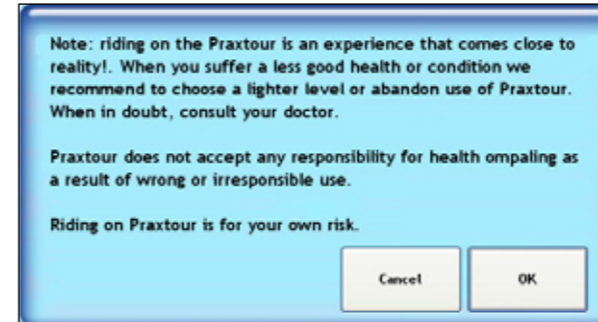 Note: riding on the Praxtour is an experience that comes close to
reality!. When you suffer a less good health or condition we
recommend to choose a lighter level or abandon use of Praxtour.
When in doubt, consult your doctor.
Praxtour does not accept any responsibility for health ompaling as
a result of wrong or irresponsible use.
Riding on Praxtour is for your own risk.
Cancel OK